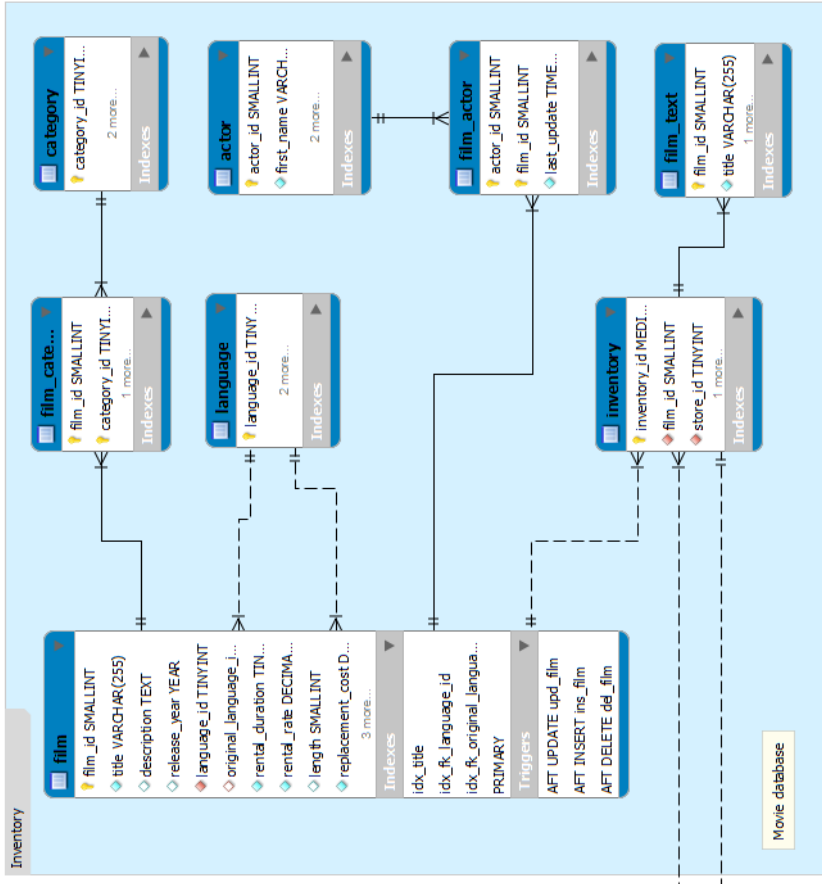 Inventory
film
film_id SMALLINT
title VARCHAR(255)
description TEXT
release_year YEAR
language_id TINYINT
original_language_i...
rental_duration TIN...
rental_rate DECIMA...
length SMALLINT
replacement_cost D...
3 more...
Indexes
idx_title
idx_fk_language_id
idx_fk_original_langua...
PRIMARY
Triggers
AFT UPDATE upd_film
AFT INSERT ins_film
AFT DELETE del_film
film_cate...
film_id SMALLINT
category_id TINYI...
1 more...
Indexes
category
category_id TINYI...
2 more...
Indexes
language
language_id TINY...
2 more...
Indexes
actor
actor_id SMALLINT
first_name VARCH...
2 more...
Indexes
film_actor
actor_id SMALLINT
film_id SMALLINT
last_update TIME...
Indexes
inventory
inventory_id MEDI...
film_id SMALLINT
store_id TINYINT
1 more...
Indexes
film_text
film_id SMALLINT
title VARCHAR(255)
1 more...
Indexes
Movie database